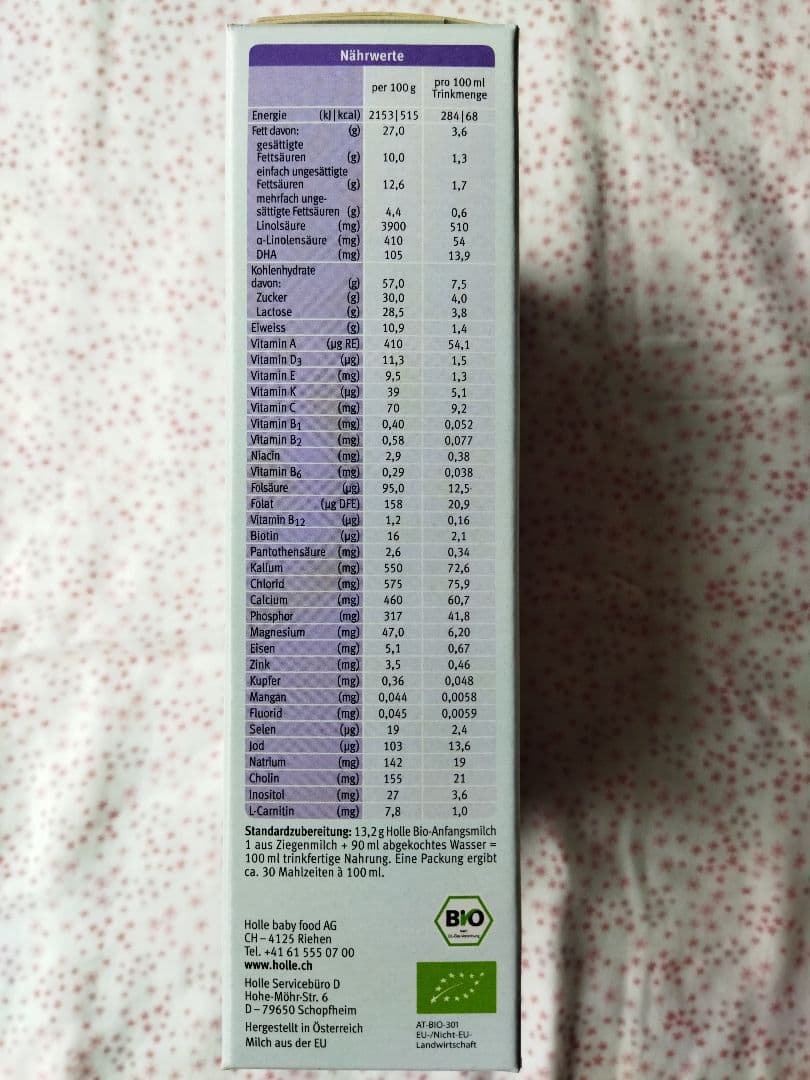 Nährwerte
per 100 g pro 100 ml
Trinkmenge
Energie (kJ|kcal) 2153|515 284|68
Fett davon: (g) 27,0 3,6
gesättigte
Fettsäuren (g) 10,0 1,3
einfach ungesättigte
Fettsäuren (g) 12,6 1,7
mehrfach unge-
sättigte Fettsäuren (g) 4,4 0,6
Linolsäure (mg) 3900 510
α-Linolensäure (mg) 410 54
DHA (mg) 105 13,9
Kohlenhydrate
davon: (g) 57,0 7,5
Zucker (g) 30,0 4,0
Lactose (g) 28,5 3,8
Eiweiss (g) 10,9 1,4
Vitamin A (µg RE) 410 54,1
Vitamin D3 (µg) 11,3 1,5
Vitamin E (mg) 9,5 1,3
Vitamin K (µg) 39 5,1
Vitamin C (mg) 70 9,2
Vitamin B1 (mg) 0,40 0,052
Vitamin B2 (mg) 0,58 0,077
Niacin (mg) 2,9 0,38
Vitamin B6 (mg) 0,29 0,038
Folsäure (µg) 95,0 12,5
Folat (µg DFE) 158 20,9
Vitamin B12 (µg) 1,2 0,16
Biotin (µg) 16 2,1
Pantothensäure (mg) 2,6 0,34
Kalium (mg) 550 72,6
Chlorid (mg) 575 75,9
Calcium (mg) 460 60,7
Phosphor (mg) 317 41,8
Magnesium (mg) 47,0 6,20
Eisen (mg) 5,1 0,67
Zink (mg) 3,5 0,46
Kupfer (mg) 0,36 0,048
Mangan (mg) 0,044 0,0058
Fluorid (mg) 0,045 0,0059
Selen (µg) 19 2,4
Jod (µg) 103 13,6
Natrium (mg) 142 19
Cholin (mg) 155 21
Inositol (mg) 27 3,6
L-Carnitin (mg) 7,8 1,0
Standardzubereitung: 13,2 g Holle Bio-Anfangsmilch
1 aus Ziegenmilch + 90 ml abgekochtes Wasser =
100 ml trinkfertige Nahrung. Eine Packung ergibt
ca. 30 Mahlzeiten à 100 ml.
Holle baby food AG
CH – 4125 Riehen
Tel. +41 61 555 07 00
www.holle.ch
Holle Servicebüro D
Hohe-Möhr-Str. 6
D – 79650 Schopfheim
Hergestellt in Österreich
Milch aus der EU
BIO
AT-BIO-301
EU-/Nicht-EU-
Landwirtschaft